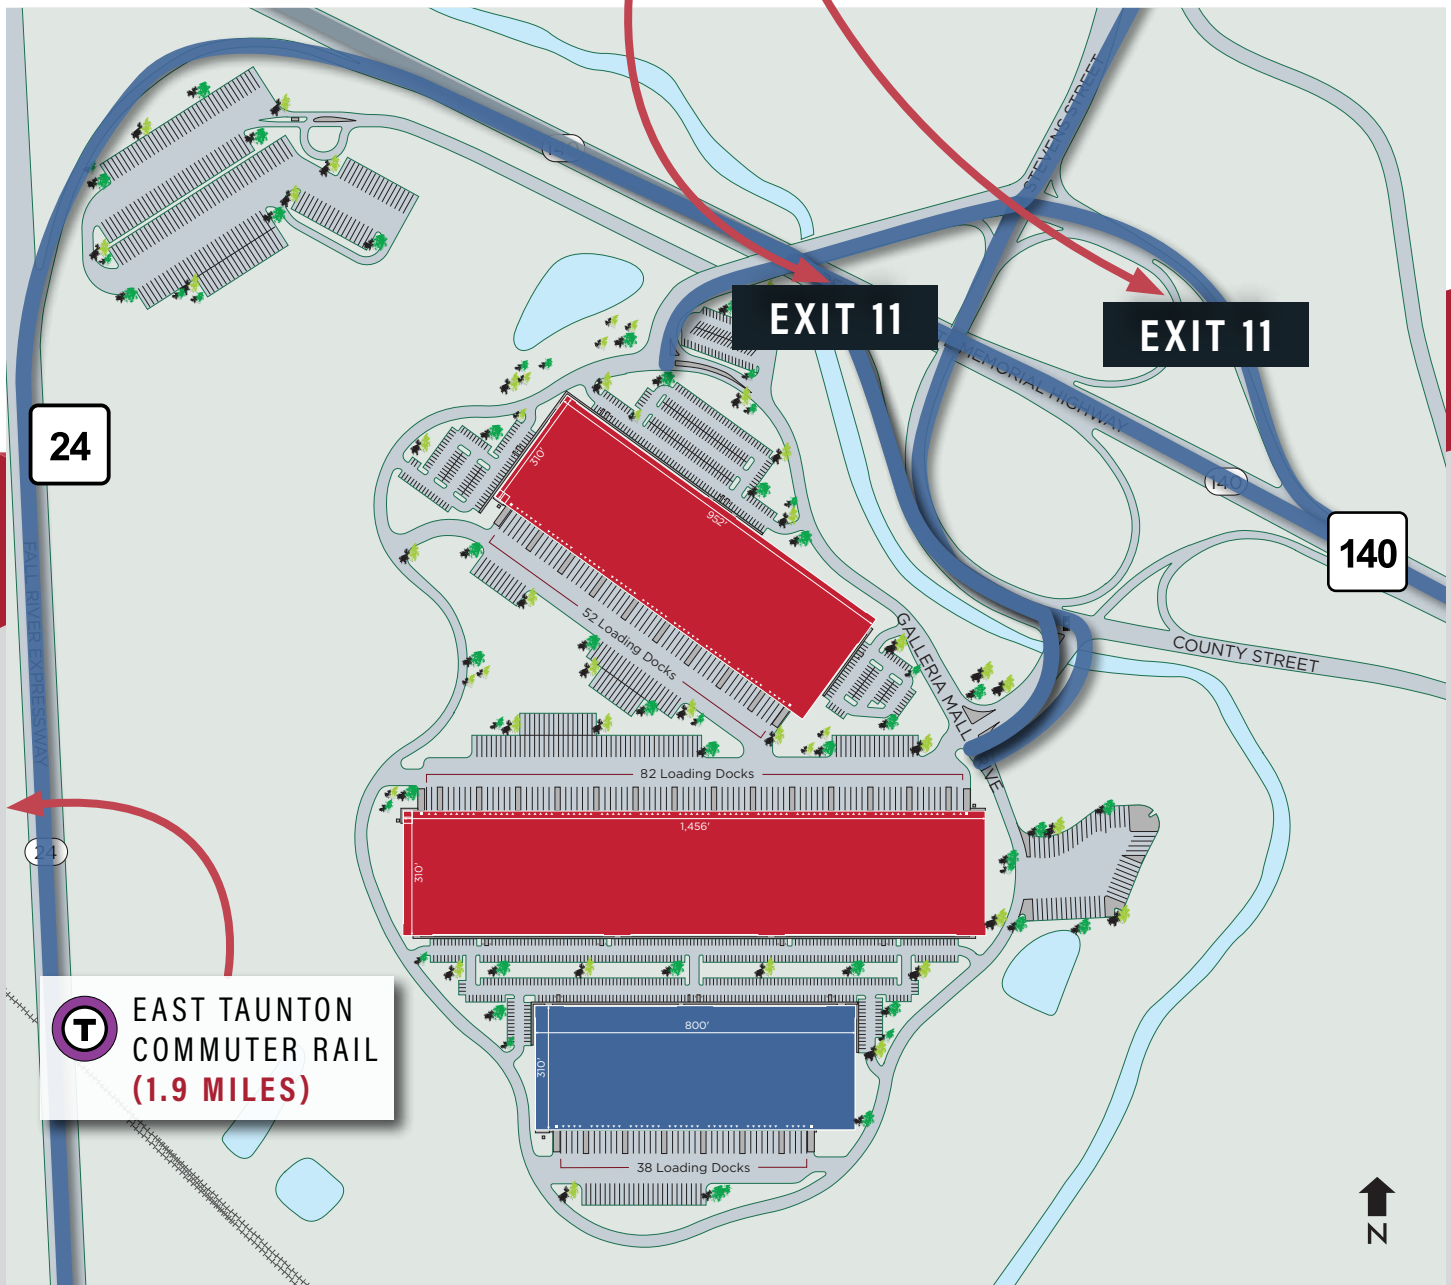 STEVENS STREET
140
EXIT 11
EXIT 11
MEMORIAL HIGHWAY
24
310'
952'
140
140
FALL RIVER EXPRESSWAY
52 Loading Docks
GALLERIA MALL
COUNTY STREET
82 Loading Docks
1,456'
310'
24
EAST TAUNTON
COMMUTER RAIL
(1.9 MILES)
T
800'
310'
38 Loading Docks
N